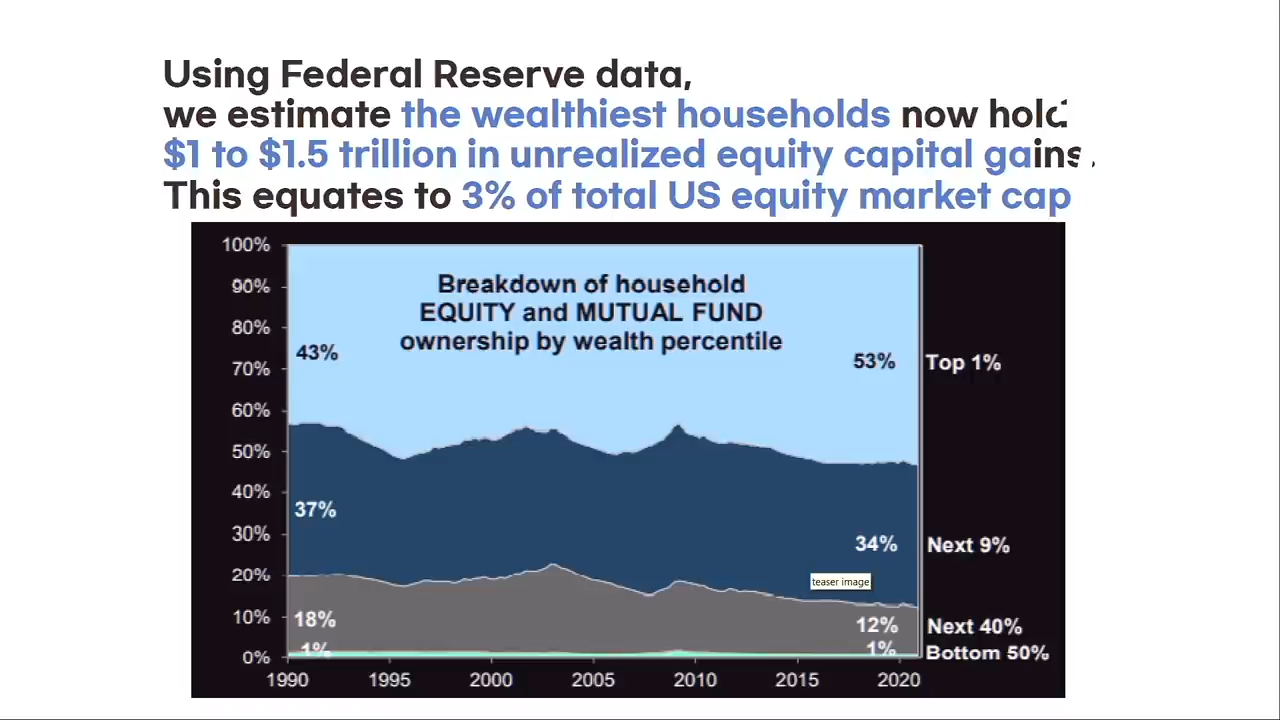 Using Federal Reserve data,
we estimate the wealthiest households now hold
$1 to $1.5 trillion in unrealized equity capital gains.
This equates to 3% of total US equity market cap
100%
90%
80%
70%
60%
50%
40%
30%
20%
10%
0%
Breakdown of household
EQUITY and MUTUAL FUND
ownership by wealth percentile
43%
53%
Top 1%
37%
34%
Next 9%
teaser image
18%
12%
Next 40%
1%
1%
Bottom 50%
1990 1995 2000 2005 2010 2015 2020